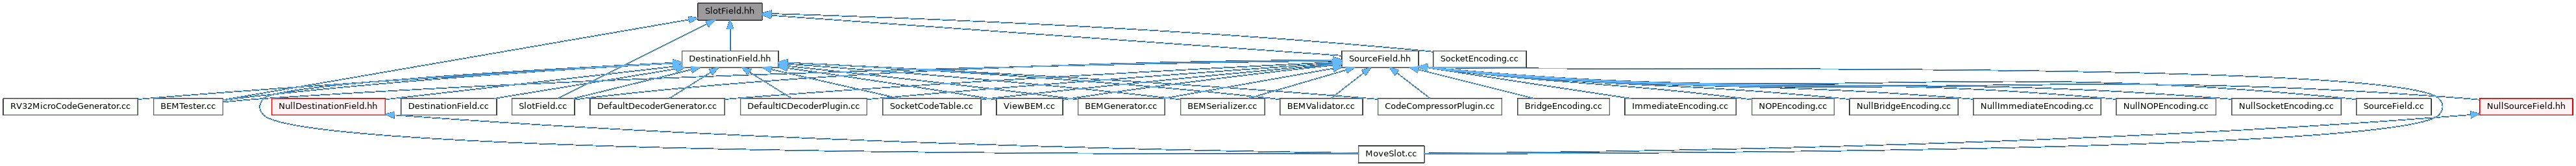 SlotField.hh
DestinationField.hh
SourceField.hh
SocketEncoding.cc
RV32MicroCodeGenerator.cc
BEMTester.cc
NullDestinationField.hh
DestinationField.cc
SlotField.cc
DefaultDecoderGenerator.cc
DefaultICDecoderPlugin.cc
SocketCodeTable.cc
ViewBEM.cc
BEMGenerator.cc
BEMSerializer.cc
BEMValidator.cc
CodeCompressorPlugin.cc
BridgeEncoding.cc
ImmediateEncoding.cc
NOPEncoding.cc
NullBridgeEncoding.cc
NullImmediateEncoding.cc
NullNOPEncoding.cc
NullSocketEncoding.cc
SourceField.cc
NullSourceField.hh
MoveSlot.cc